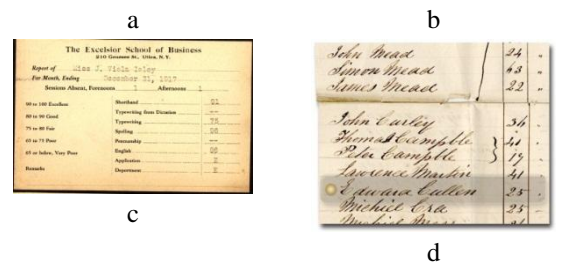 a
b
The Excelsior School of Business
Utica, N. Y.
Report of Miss J. Viola Isley
For Month, Ending December 31, 1917
Sessions Absent, Forenoons 1 Afternoons 1
90 to 100 Excellent
80 to 90 Good
75 to 80 Fair
65 to 75 Poor
65 or below, Very Poor
Remarks
Shorthand 91
Typewriting from Dictation --
Typewriting 75
Spelling
Penmanship --
English
Application E
Deportment E
John Mead 24 "
Simon Mead 63 "
James Mead 22 "
John Curley
Thomas Campble
Peter Campble 19
Lawrence Martin 41
Edward Cullen 25
Michiel 25
c
d